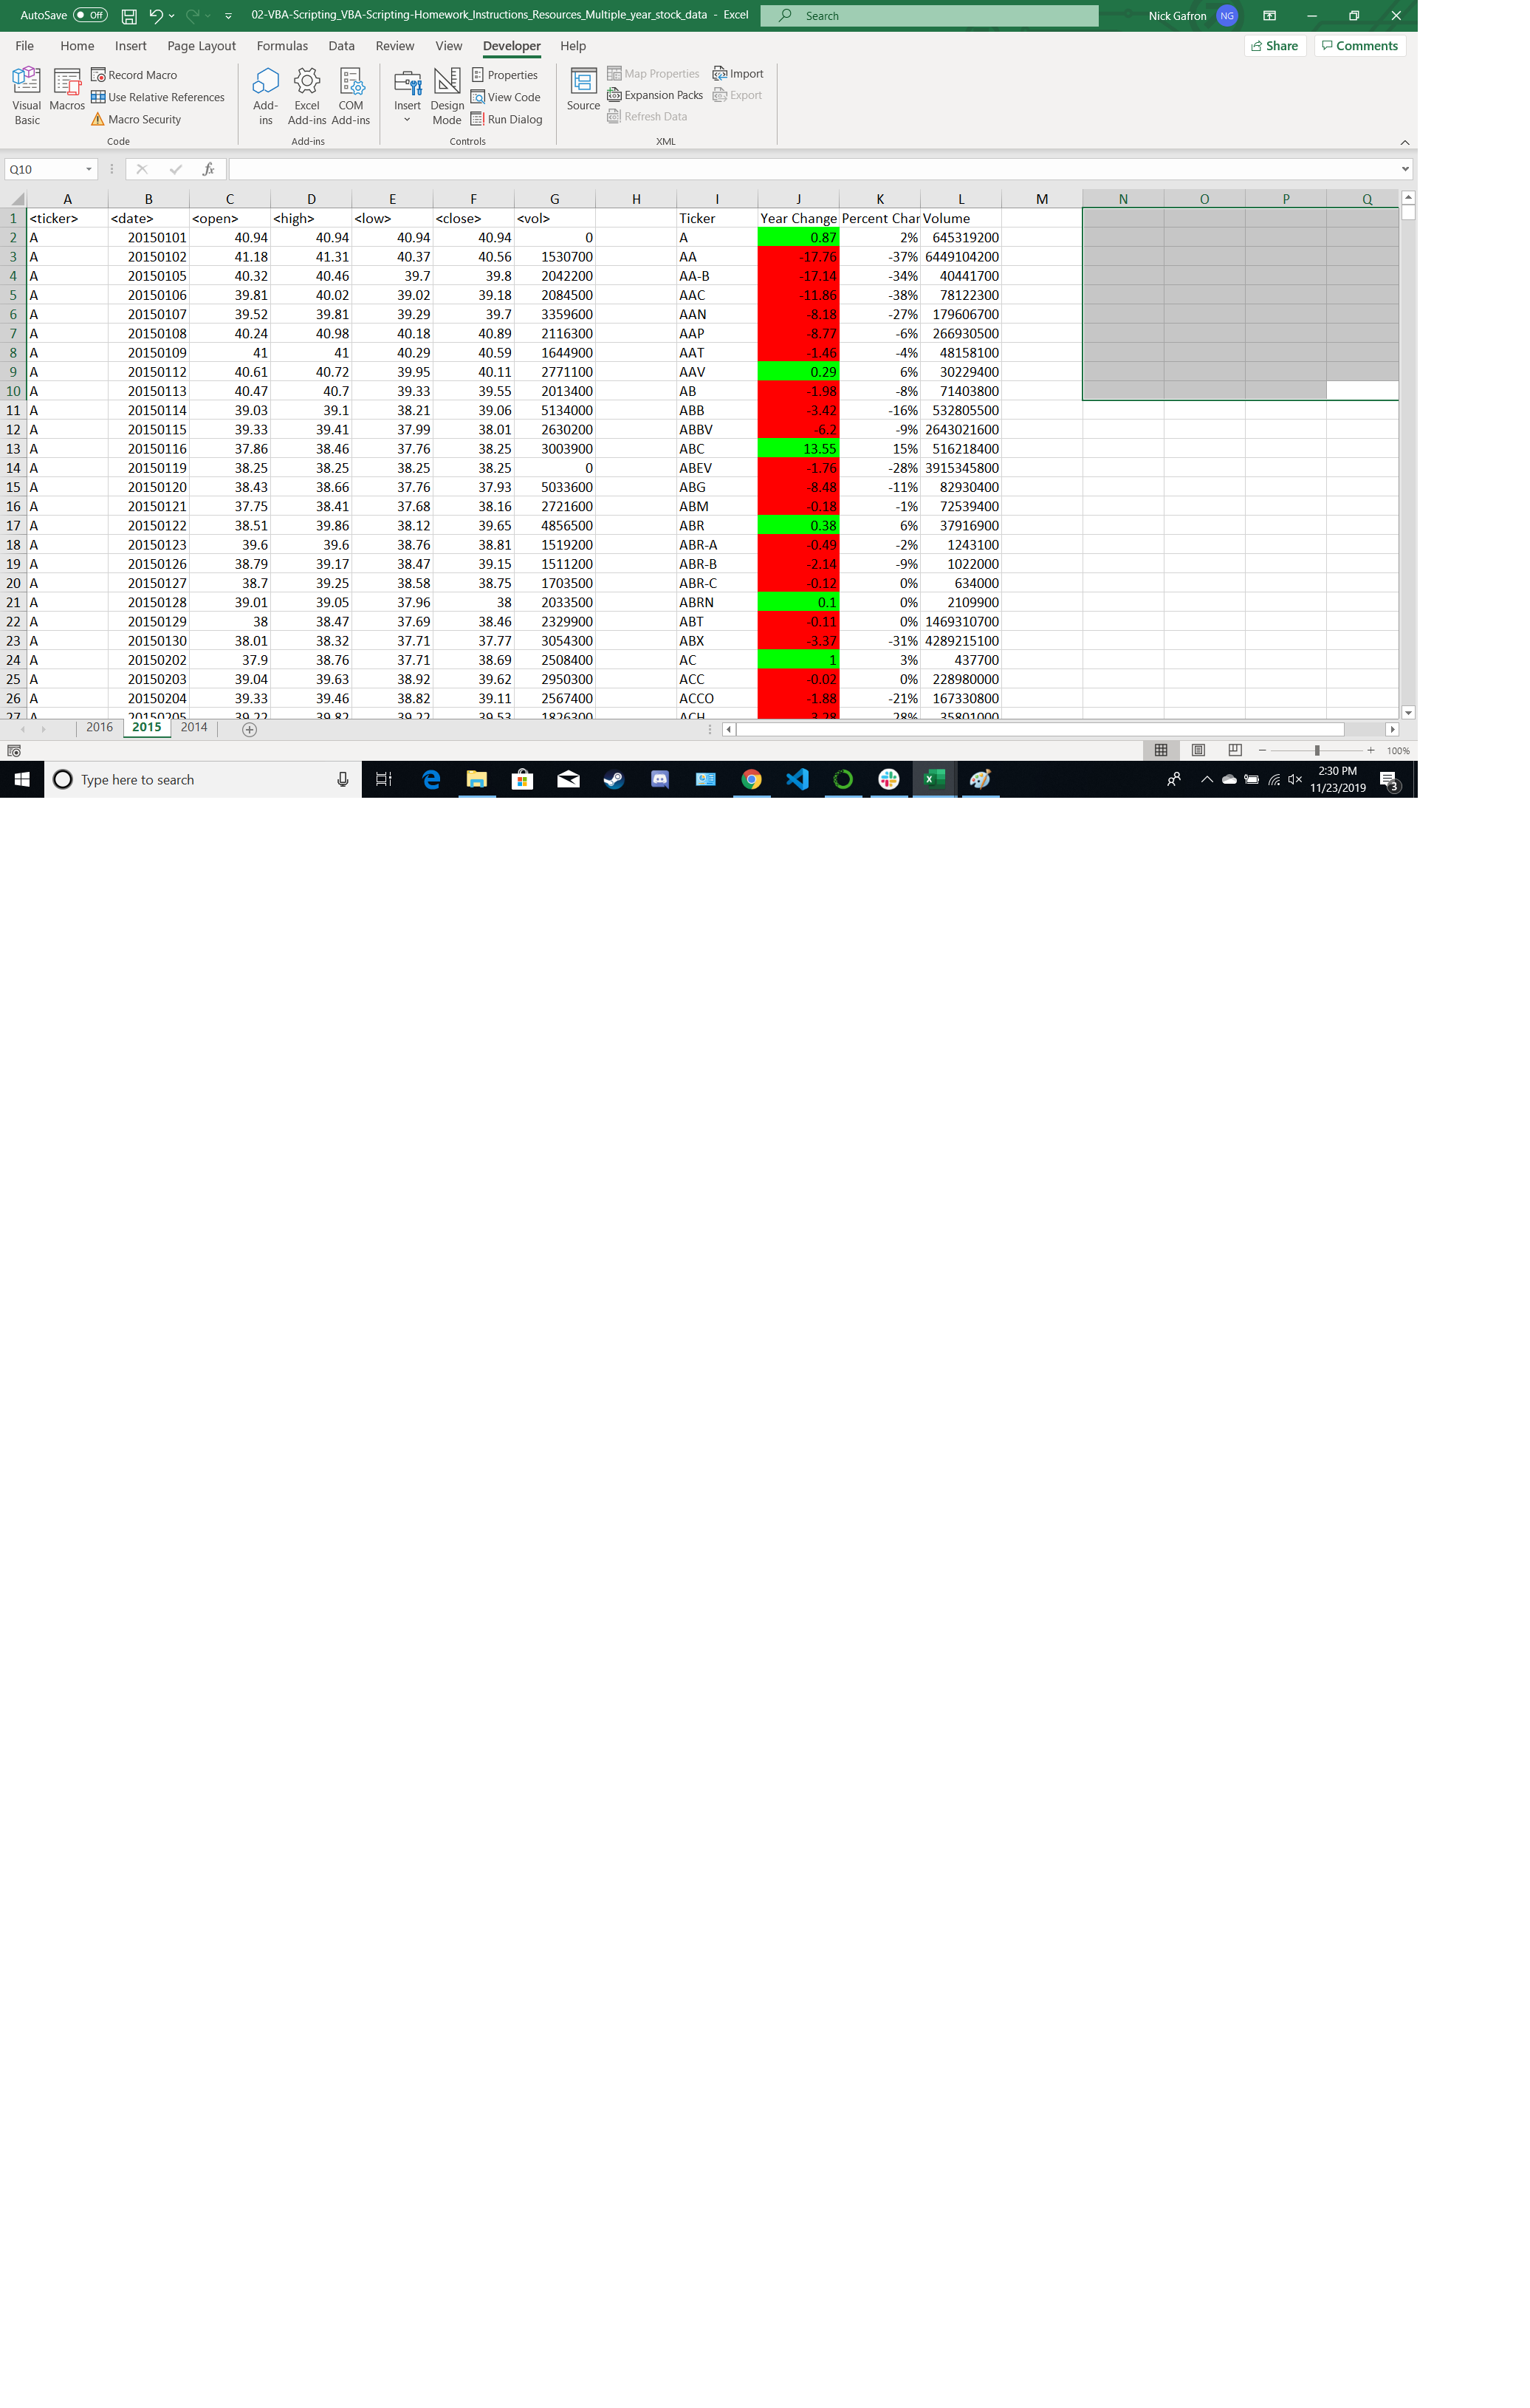 AutoSave Off 02-VBA-Scripting_VBA-Scripting-Homework_Instructions_Resources_Multiple_year_stock_data - Excel Search Nick Gafron NG
File Home Insert Page Layout Formulas Data Review View Developer Help Share Comments
Visual Basic Macros Record Macro Use Relative References Macro Security
Add-ins Excel Add-ins COM Add-ins
Insert Design Mode Properties View Code Run Dialog
Source Map Properties Expansion Packs Refresh Data Import Export
Code Add-ins Controls XML
Q10 fx
A B C D E F G H I J K L M N O P Q
1 <ticker> <date> <open> <high> <low> <close> <vol> Ticker Year Change Percent Char Volume
2 A 20150101 40.94 40.94 40.94 40.94 0 A 0.87 2% 645319200
3 A 20150102 41.18 41.31 40.37 40.56 1530700 AA -17.76 -37% 6449104200
4 A 20150105 40.32 40.46 39.7 39.8 2042200 AA-B -17.14 -34% 40441700
5 A 20150106 39.81 40.02 39.02 39.18 2084500 AAC -11.86 -38% 78122300
6 A 20150107 39.52 39.81 39.29 39.7 3359600 AAN -8.18 -27% 179606700
7 A 20150108 40.24 40.98 40.18 40.89 2116300 AAP -8.77 -6% 266930500
8 A 20150109 41 41 40.29 40.59 1644900 AAT -1.46 -4% 48158100
9 A 20150112 40.61 40.72 39.95 40.11 2771100 AAV 0.29 6% 30229400
10 A 20150113 40.47 40.7 39.33 39.55 2013400 AB -1.98 -8% 71403800
11 A 20150114 39.03 39.1 38.21 39.06 5134000 ABB -3.42 -16% 532805500
12 A 20150115 39.33 39.41 37.99 38.01 2630200 ABBV -6.2 -9% 2643021600
13 A 20150116 37.86 38.46 37.76 38.25 3003900 ABC 13.55 15% 516218400
14 A 20150119 38.25 38.25 38.25 38.25 0 ABEV -1.76 -28% 3915345800
15 A 20150120 38.43 38.66 37.76 37.93 5033600 ABG -8.48 -11% 82930400
16 A 20150121 37.75 38.41 37.68 38.16 2721600 ABM -0.18 -1% 72539400
17 A 20150122 38.51 39.86 38.12 39.65 4856500 ABR 0.38 6% 37916900
18 A 20150123 39.6 39.6 38.76 38.81 1519200 ABR-A -0.49 -2% 1243100
19 A 20150126 38.79 39.17 38.47 39.15 1511200 ABR-B -2.14 -9% 1022000
20 A 20150127 38.7 39.25 38.58 38.75 1703500 ABR-C -0.12 0% 634000
21 A 20150128 39.01 39.05 37.96 38 2033500 ABRN 0.1 0% 2109900
22 A 20150129 38 38.47 37.69 38.46 2329900 ABT -0.11 0% 1469310700
23 A 20150130 38.01 38.32 37.71 37.77 3054300 ABX -3.37 -31% 4289215100
24 A 20150202 37.9 38.76 37.71 38.69 2508400 AC 1 3% 437700
25 A 20150203 39.04 39.63 38.92 39.62 2950300 ACC -0.02 0% 228980000
26 A 20150204 39.33 39.46 38.82 39.11 2567400 ACCO -1.88 -21% 167330800
27 A 20150205 39.22 39.82 39.22 39.53 1826300 ACH
2016 2015 2014
100%
Type here to search 2:30 PM
11/23/2019 3